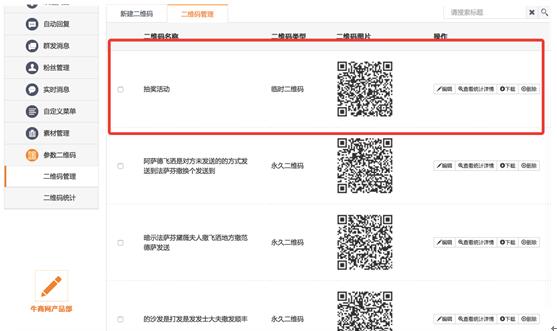 自动回复
群发消息
粉丝管理
实时消息
自定义菜单
素材管理
参数二维码
二维码管理
二维码统计
牛商网产品部
新建二维码
二维码管理
请搜索标题
二维码名称 二维码类型 二维码图片 操作
抽奖活动 临时二维码 编辑 查看统计详情 下载 删除
阿萨德飞洒是对方未发送的的方式发
送到法萨芬撤换个发送到
永久二维码 编辑 查看统计详情 下载 删除
暗示法萨芬黛薇夫人撤飞洒地方撤范
德萨发送
永久二维码 编辑 查看统计详情 下载 删除
的沙发是打发是发发士大夫撤发顺丰 永久二维码 编辑 查看统计详情 下载 删除